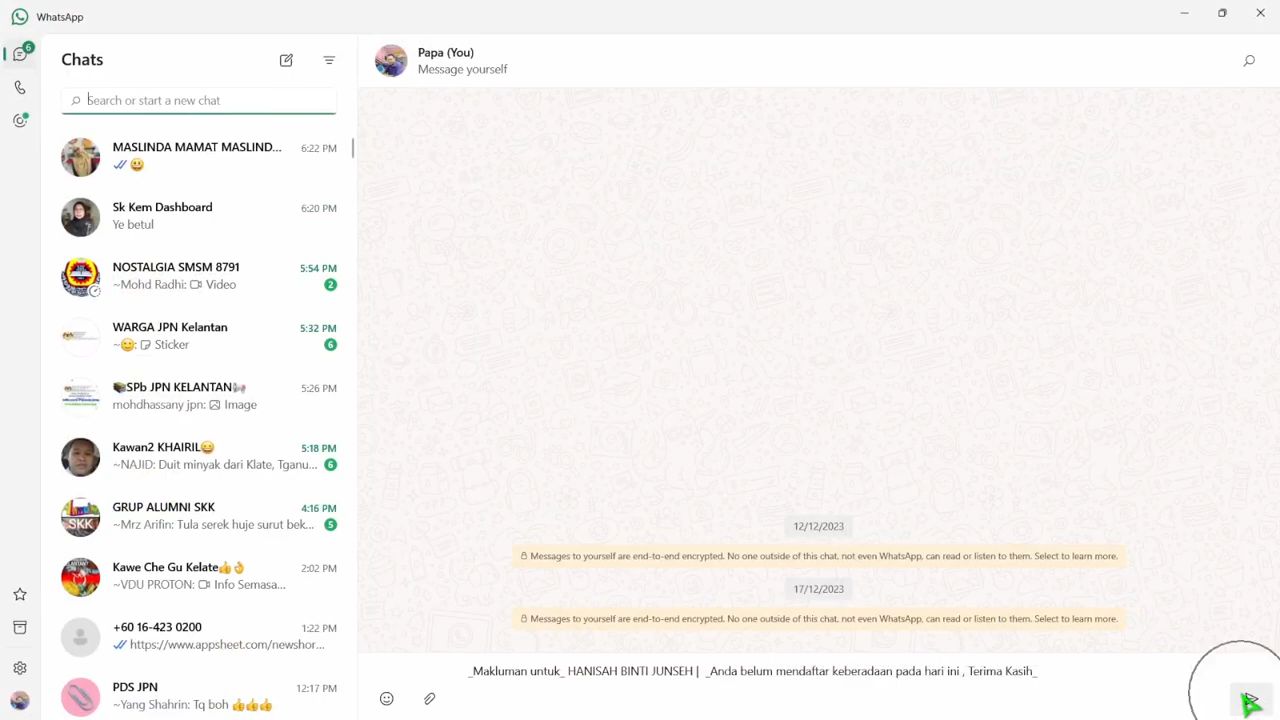 WhatsApp
6
Chats
Search or start a new chat
MASLINDA MAMAT MASLIND... 6:22 PM
😃
Sk Kem Dashboard 6:20 PM
Ye betul
NOSTALGIA SMSM 8791 5:54 PM
~Mohd Radhi: Video 2
WARGA JPN Kelantan 5:32 PM
~🙂: Sticker 6
📚SPb JPN KELANTAN 5:26 PM
mohdhassany jpn: Image
Kawan2 KHAIRIL😄 5:18 PM
~NAJID: Duit minyak dari Klate, Tganu... 6
GRUP ALUMNI SKK 4:16 PM
~Mrz Arifin: Tula serek huje surut bek... 5
Kawe Che Gu Kelate👍👌 2:02 PM
~VDU PROTON: Info Semasa...
+60 16-423 0200 1:22 PM
https://www.appsheet.com/newshor...
PDS JPN 12:17 PM
~Yang Shahrin: Tq boh 👍👍👍
Papa (You)
Message yourself
12/12/2023
Messages to yourself are end-to-end encrypted. No one outside of this chat, not even WhatsApp, can read or listen to them. Select to learn more.
17/12/2023
Messages to yourself are end-to-end encrypted. No one outside of this chat, not even WhatsApp, can read or listen to them. Select to learn more.
_Makluman untuk_ HANISAH BINTI JUNSEH | _Anda belum mendaftar keberadaan pada hari ini , Terima Kasih_